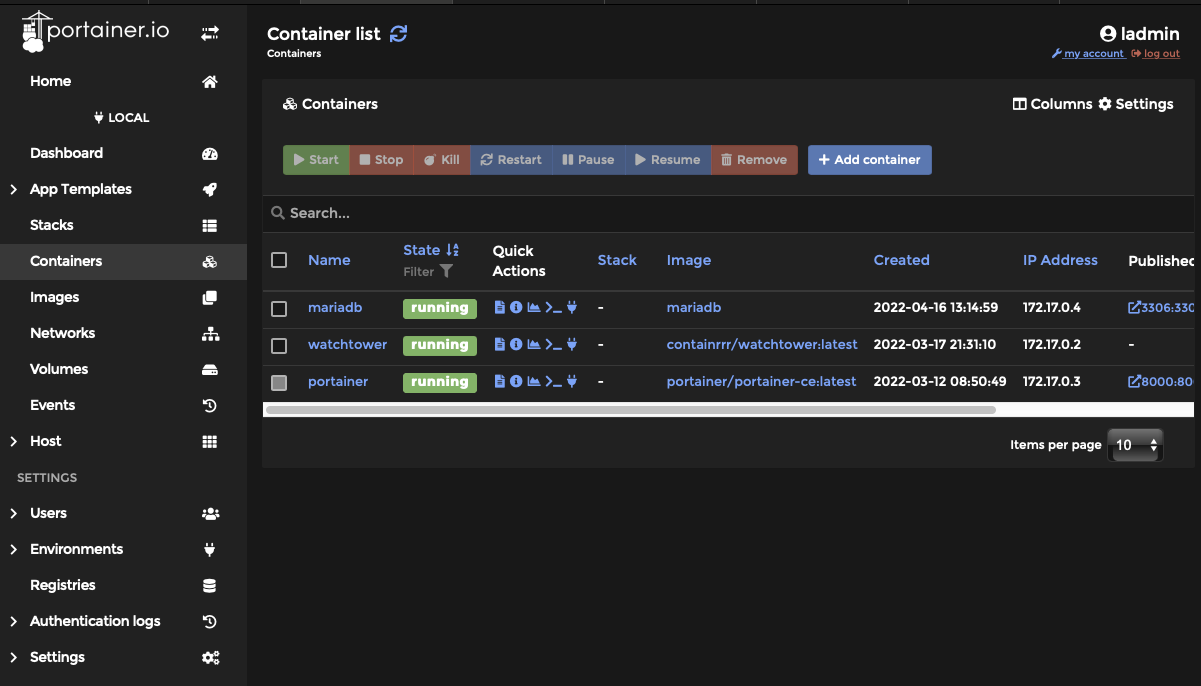 portainer.io
Home
LOCAL
Dashboard
App Templates
Stacks
Containers
Images
Networks
Volumes
Events
Host
SETTINGS
Users
Environments
Registries
Authentication logs
Settings
Container list
Containers
ladmin
my account log out
Containers
Columns Settings
Start Stop Kill Restart Pause Resume Remove Add container
Search...
Name State Filter Quick Actions Stack Image Created IP Address Published
mariadb running - mariadb 2022-04-16 13:14:59 172.17.0.4 3306:330
watchtower running - containrrr/watchtower:latest 2022-03-17 21:31:10 172.17.0.2 -
portainer running - portainer/portainer-ce:latest 2022-03-12 08:50:49 172.17.0.3 8000:80
Items per page 10